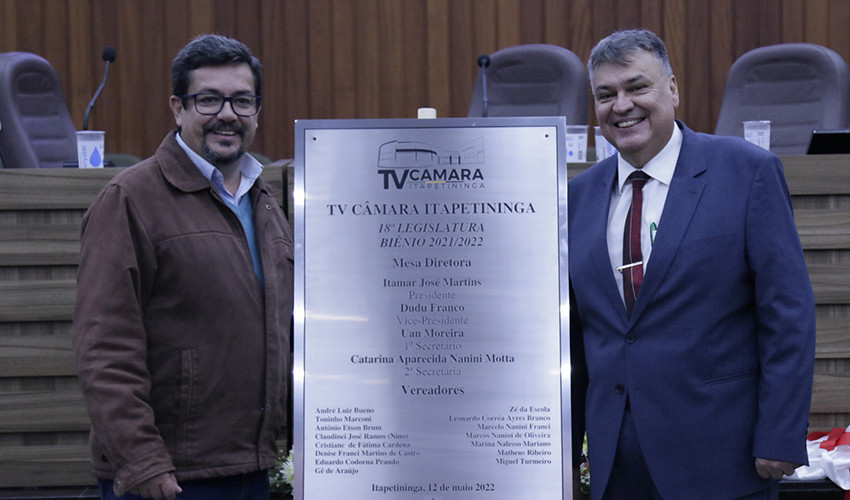 TV CAMARA
ITAPETININGA
TV CÂMARA ITAPETININGA
18ª LEGISLATURA
BIÊNIO 2021/2022
Mesa Diretora
Itamar José Martins
Presidente
Dudu Franco
Vice-Presidente
Uan Moreira
1º Secretário
Catarina Aparecida Nanini Motta
2ª Secretária
Vereadores
André Luiz Bueno
Toninho Marconi
Antônio Etson Brum
Claudinei José Ramos (Nino)
Cristiane de Fátima Cardena
Denise Franci Martins de Castro
Eduardo Codorna Prando
Gê de Araújo
Zé da Escola
Leonardo Corrêa Ayres Branco
Marcelo Nanini Franci
Marcos Nanini de Oliveira
Marina Nalesso Mariano
Matheus Ribeiro
Miguel Turmeiro
Itapetininga, 12 de maio 2022